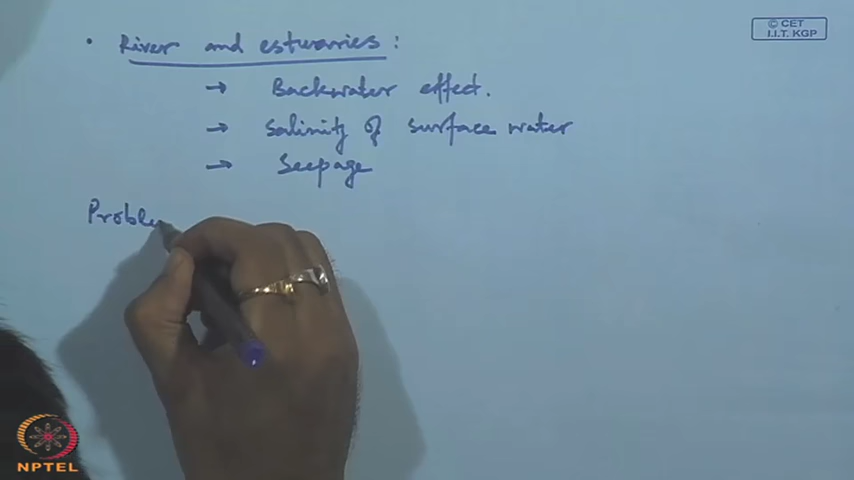 © CET
I.I.T. KGP
• River and estuaries :
→ Backwater effect.
→ Salinity of surface water
→ Seepage
Proble
NPTEL